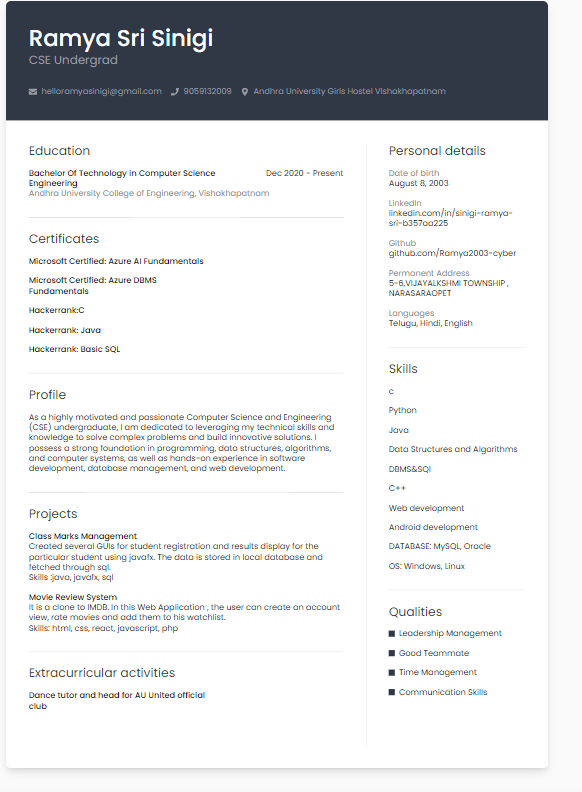 Ramya Sri Sinigi
CSE Undergrad
helloramyasinigi@gmail.com 9059132009 Andhra University Girls Hostel Vishakhapatnam
Education
Bachelor Of Technology in Computer Science Dec 2020 - Present
Engineering
Andhra University College of Engineering, Vishakhapatnam
Certificates
Microsoft Certified: Azure AI Fundamentals
Microsoft Certified: Azure DBMS
Fundamentals
Hackerrank:C
Hackerrank: Java
Hackerrank: Basic SQL
Profile
As a highly motivated and passionate Computer Science and Engineering
(CSE) undergraduate, I am dedicated to leveraging my technical skills and
knowledge to solve complex problems and build innovative solutions. I
possess a strong foundation in programming, data structures, algorithms,
and computer systems, as well as hands-on experience in software
development, database management, and web development.
Projects
Class Marks Management
Created several GUIs for student registration and results display for the
particular student using javafx. The data is stored in local database and
fetched through sql.
Skills :java, javafx, sql
Movie Review System
It is a clone to IMDB. In this Web Application , the user can create an account
view, rate movies and add them to his watchlist.
Skills: html, css, react, javascript, php
Extracurricular activities
Dance tutor and head for AU United official
club
Personal details
Date of birth
August 8, 2003
LinkedIn
linkedin.com/in/sinigi-ramya-
sri-b357aa225
Github
github.com/Ramya2003-cyber
Permanent Address
5-6,VIJAYALKSHMI TOWNSHIP ,
NARASARAOPET
Languages
Telugu, Hindi, English
Skills
c
Python
Java
Data Structures and Algorithms
DBMS&SQl
C++
Web development
Android development
DATABASE: MySQL, Oracle
OS: Windows, Linux
Qualities
Leadership Management
Good Teammate
Time Management
Communication Skills